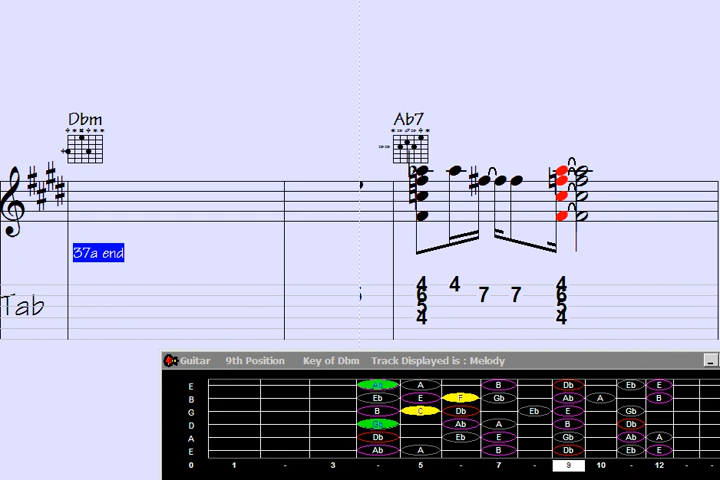 Dbm Ab7
37a end
4 4 4
6 7 7 6
5 5
4 4
Tab
Guitar 9th Position Key of Dbm Track Displayed is : Melody
E Ab A B Db Eb E
B Eb E F Gb Ab A B
G B C Db Eb E Gb
D Gb Ab A B Db
A Db Eb E Gb Ab A
E Ab A B Db Eb E
0 1 - 3 - 5 - 7 - 9 10 - 12 - -